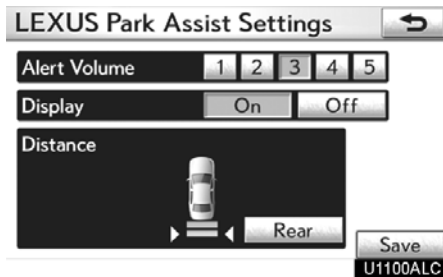 LEXUS Park Assist Settings
Alert Volume 1 2 3 4 5
Display On Off
Distance
Rear
Save
U1100ALC